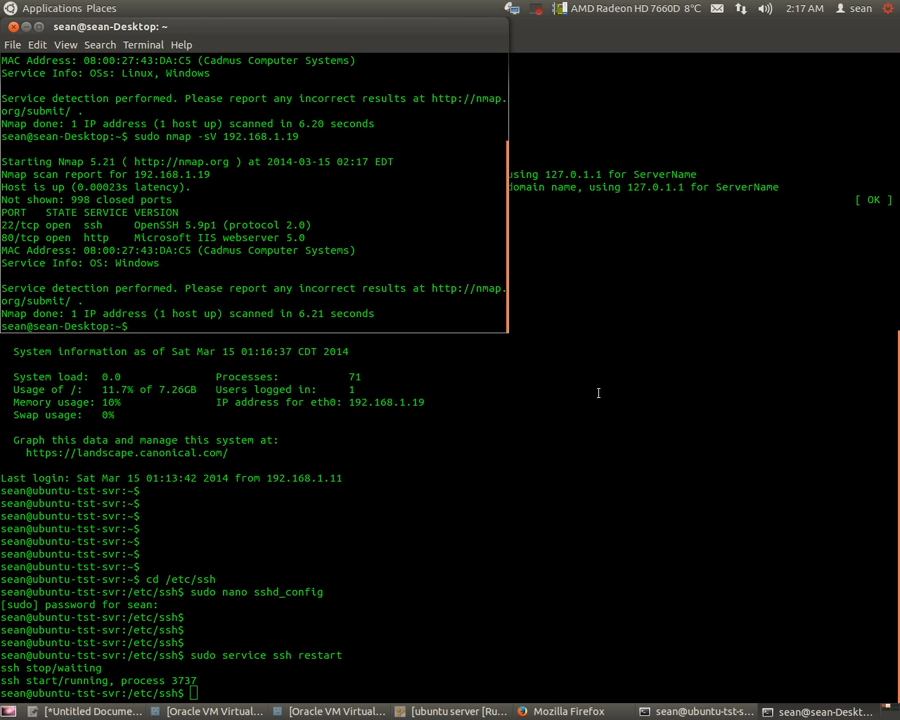 Applications Places
AMD Radeon HD 7660D 8°C
2:17 AM
sean
sean@sean-Desktop: ~
File Edit View Search Terminal Help
MAC Address: 08:00:27:43:DA:C5 (Cadmus Computer Systems)
Service Info: OSs: Linux, Windows
Service detection performed. Please report any incorrect results at http://nmap.
org/submit/ .
Nmap done: 1 IP address (1 host up) scanned in 6.20 seconds
sean@sean-Desktop:~$ sudo nmap -sV 192.168.1.19
Starting Nmap 5.21 ( http://nmap.org ) at 2014-03-15 02:17 EDT
Nmap scan report for 192.168.1.19
Host is up (0.00023s latency).
Not shown: 998 closed ports
PORT STATE SERVICE VERSION
22/tcp open ssh OpenSSH 5.9p1 (protocol 2.0)
80/tcp open http Microsoft IIS webserver 5.0
MAC Address: 08:00:27:43:DA:C5 (Cadmus Computer Systems)
Service Info: OS: Windows
Service detection performed. Please report any incorrect results at http://nmap.
org/submit/ .
Nmap done: 1 IP address (1 host up) scanned in 6.21 seconds
sean@sean-Desktop:~$
using 127.0.1.1 for ServerName
domain name, using 127.0.1.1 for ServerName
[ OK ]
System information as of Sat Mar 15 01:16:37 CDT 2014
System load: 0.0 Processes: 71
Usage of /: 11.7% of 7.26GB Users logged in: 1
Memory usage: 10% IP address for eth0: 192.168.1.19
Swap usage: 0%
Graph this data and manage this system at:
https://landscape.canonical.com/
Last login: Sat Mar 15 01:13:42 2014 from 192.168.1.11
sean@ubuntu-tst-svr:~$
sean@ubuntu-tst-svr:~$
sean@ubuntu-tst-svr:~$
sean@ubuntu-tst-svr:~$
sean@ubuntu-tst-svr:~$
sean@ubuntu-tst-svr:~$
sean@ubuntu-tst-svr:~$
sean@ubuntu-tst-svr:~$ cd /etc/ssh
sean@ubuntu-tst-svr:/etc/ssh$ sudo nano sshd_config
[sudo] password for sean:
sean@ubuntu-tst-svr:/etc/ssh$
sean@ubuntu-tst-svr:/etc/ssh$
sean@ubuntu-tst-svr:/etc/ssh$
sean@ubuntu-tst-svr:/etc/ssh$ sudo service ssh restart
ssh stop/waiting
ssh start/running, process 3737
sean@ubuntu-tst-svr:/etc/ssh$
[*Untitled Docume... [Oracle VM Virtual... [Oracle VM Virtual... [ubuntu server [Ru... Mozilla Firefox sean@ubuntu-tst-s... sean@sean-Deskt...